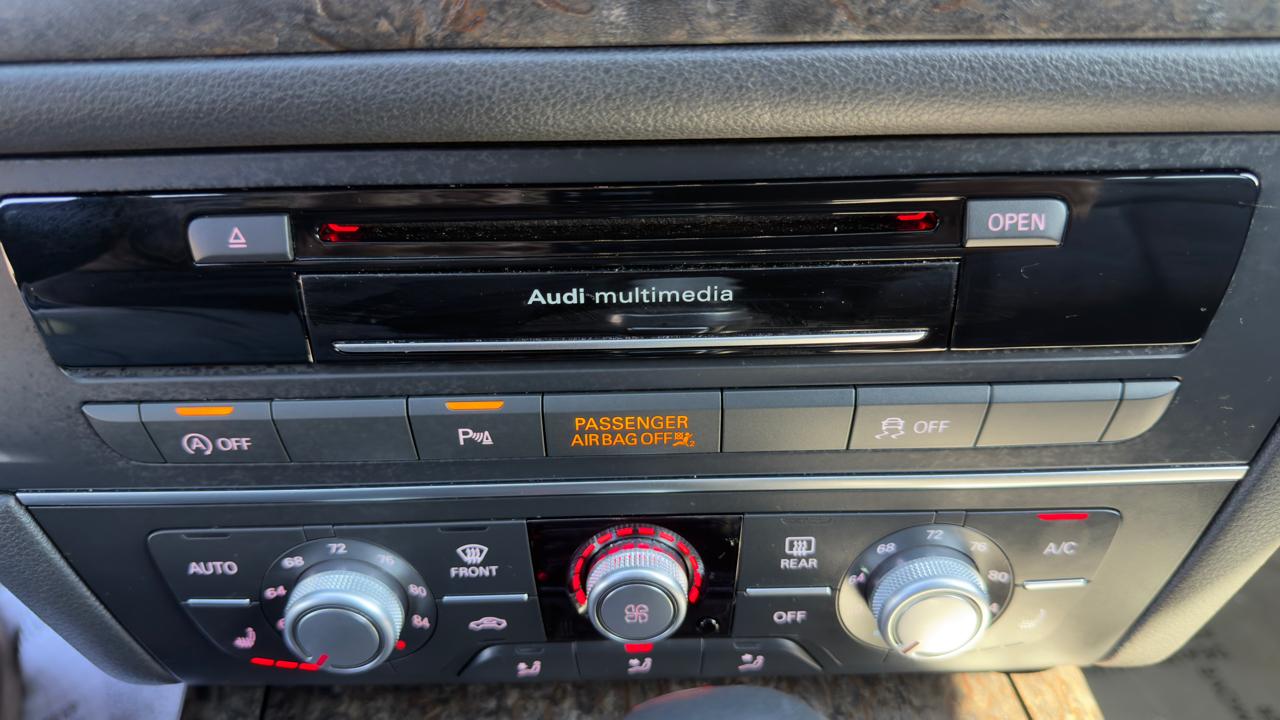 OPEN
Audi multimedia
A OFF
P
PASSENGER
AIRBAG OFF 2
OFF
AUTO
64 68 72 76 80 84
FRONT
REAR
OFF
64 68 72 76 80
A/C